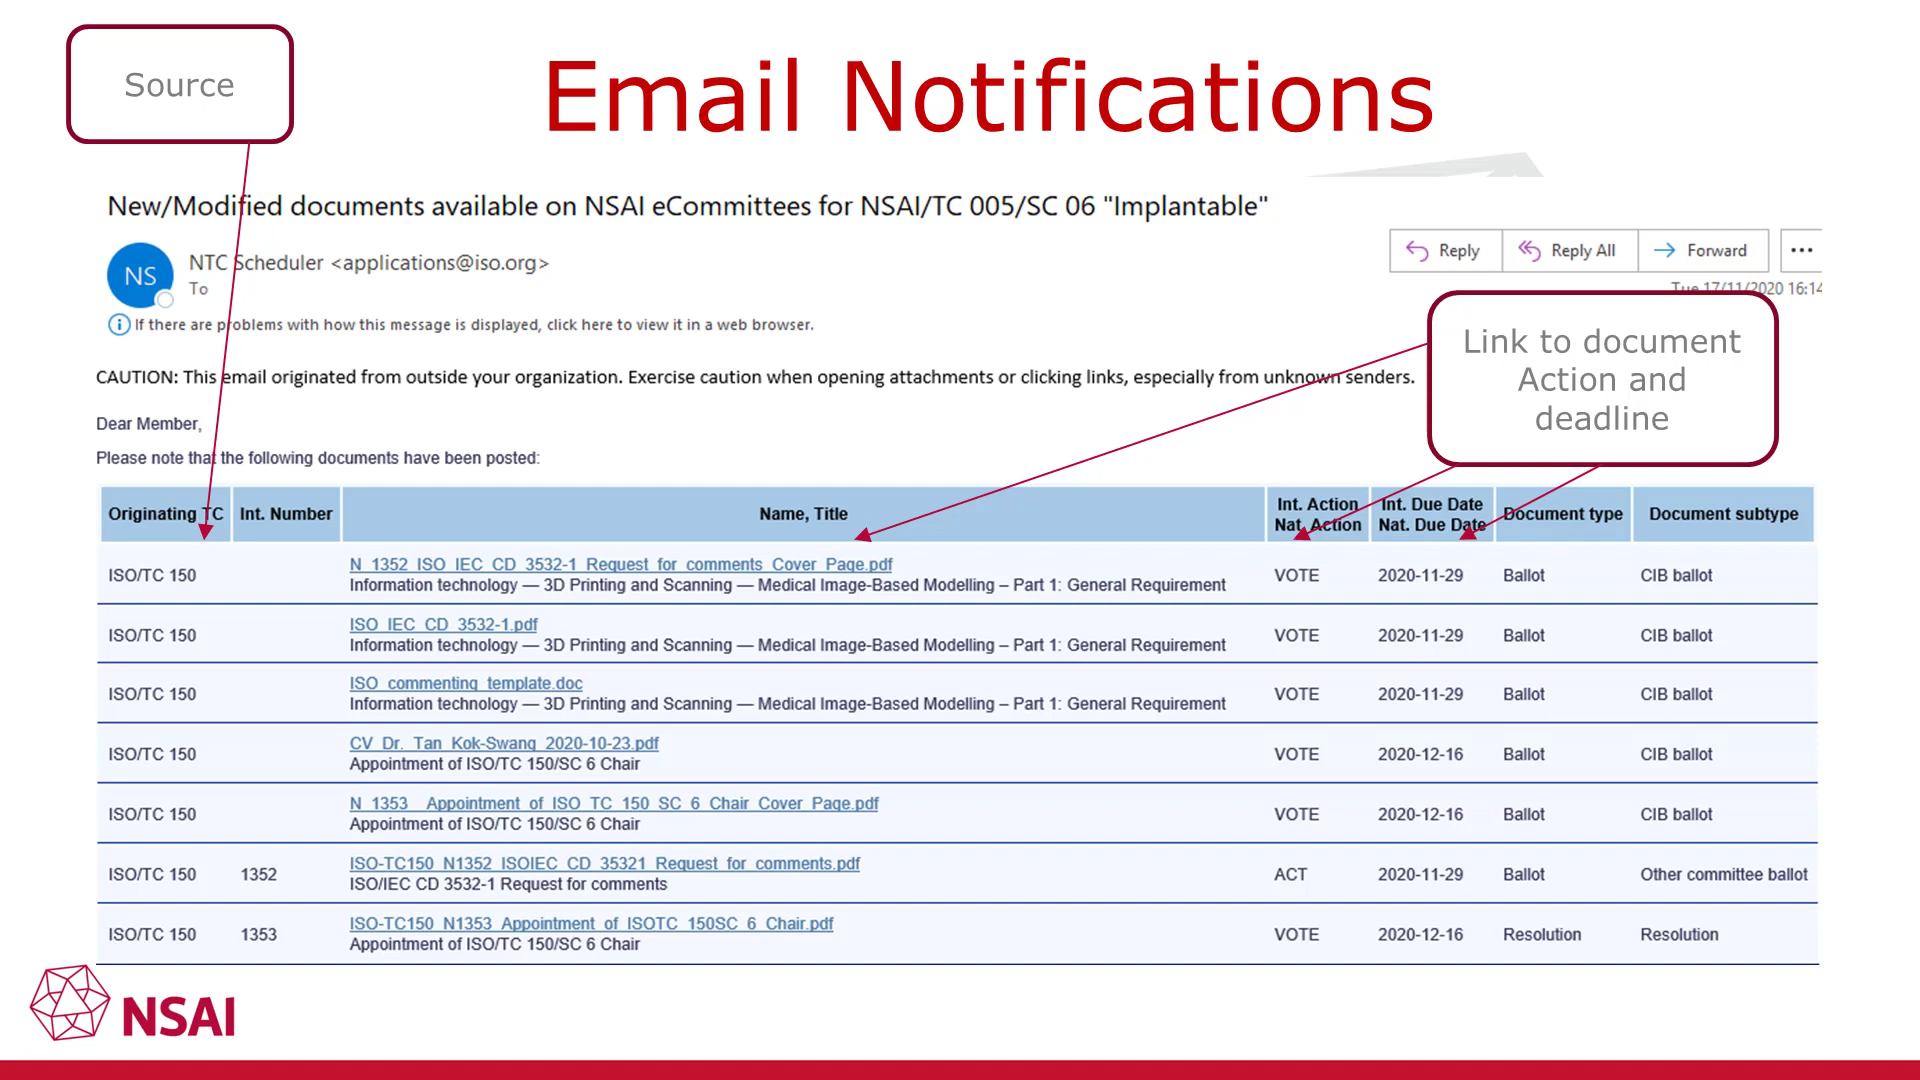 Source
Email Notifications
New/Modified documents available on NSAI eCommittees for NSAI/TC 005/SC 06 "Implantable"
NS
NTC Scheduler <applications@iso.org>
To
Reply
Reply All
Forward
Tue 17/11/2020 16:14
If there are problems with how this message is displayed, click here to view it in a web browser.
Link to document
Action and
deadline
CAUTION: This email originated from outside your organization. Exercise caution when opening attachments or clicking links, especially from unknown senders.
Dear Member,
Please note that the following documents have been posted:
Originating TC Int. Number Name, Title Int. Action Nat. Action Int. Due Date Nat. Due Date Document type Document subtype
N_1352_ISO_IEC_CD_3532-1_Request_for_comments_Cover_Page.pdf
ISO/TC 150 Information technology — 3D Printing and Scanning — Medical Image-Based Modelling – Part 1: General Requirement VOTE 2020-11-29 Ballot CIB ballot
ISO_IEC_CD_3532-1.pdf
ISO/TC 150 Information technology — 3D Printing and Scanning — Medical Image-Based Modelling – Part 1: General Requirement VOTE 2020-11-29 Ballot CIB ballot
ISO_commenting_template.doc
ISO/TC 150 Information technology — 3D Printing and Scanning — Medical Image-Based Modelling – Part 1: General Requirement VOTE 2020-11-29 Ballot CIB ballot
CV_Dr._Tan_Kok-Swang_2020-10-23.pdf
ISO/TC 150 Appointment of ISO/TC 150/SC 6 Chair VOTE 2020-12-16 Ballot CIB ballot
N_1353__Appointment_of_ISO_TC_150_SC_6_Chair_Cover_Page.pdf
ISO/TC 150 Appointment of ISO/TC 150/SC 6 Chair VOTE 2020-12-16 Ballot CIB ballot
ISO-TC150_N1352_ISOIEC_CD_35321_Request_for_comments.pdf
ISO/TC 150 1352 ISO/IEC CD 3532-1 Request for comments ACT 2020-11-29 Ballot Other committee ballot
ISO-TC150_N1353_Appointment_of_ISOTC_150SC_6_Chair.pdf
ISO/TC 150 1353 Appointment of ISO/TC 150/SC 6 Chair VOTE 2020-12-16 Resolution Resolution
NSAI